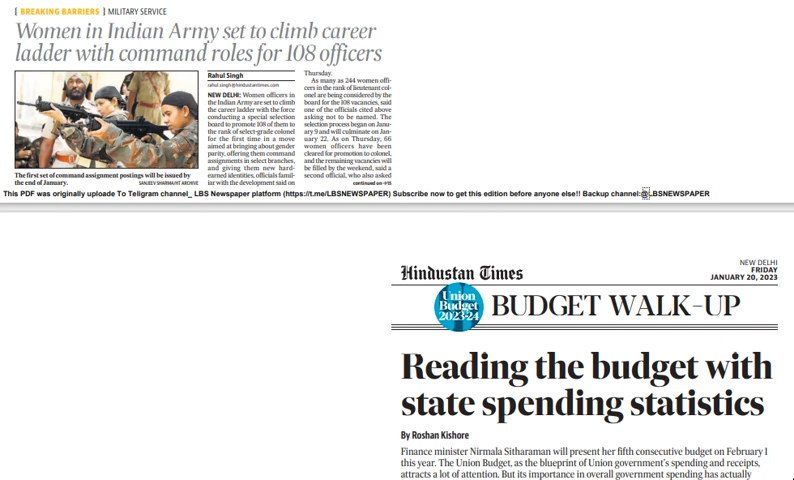 [ BREAKING BARRIERS ] MILITARY SERVICE
Women in Indian Army set to climb career
ladder with command roles for 108 officers
The first set of command assignment postings will be issued by
the end of January.
SANJEEV SHARMA/HT ARCHIVE
Rahul Singh
rahul.singh@hindustantimes.com
NEW DELHI: Women officers in
the Indian Army are set to climb
the career ladder with the force
conducting a special selection
board to promote 108 of them to
the rank of select-grade colonel
for the first time in a move
aimed at bringing about gender
parity, offering them command
assignments in select branches,
and giving them new hard-
earned identities, officials famil-
iar with the development said on
Thursday.
As many as 244 women offi-
cers in the rank of lieutenant col-
onel are being considered by the
board for the 108 vacancies, said
one of the officials cited above
asking not to be named. The
selection process began on Janu-
ary 9 and will culminate on Jan-
uary 22. As on Thursday, 66
women officers have been
cleared for promotion to colonel,
and the remaining vacancies will
be filled by the weekend, said a
second official, who also asked
continued on →15
This PDF was originally uploade To Teligram channel_ LBS Newspaper platform (https://t.me/LBSNEWSPAPER) Subscribe now to get this edition before anyone else!! Backup channel:@LBSNEWSPAPER
Hindustan Times
NEW DELHI
FRIDAY
JANUARY 20, 2023
Union
Budget
2023-24
BUDGET WALK-UP
Reading the budget with
state spending statistics
By Roshan Kishore
Finance minister Nirmala Sitharaman will present her fifth consecutive budget on February 1
this year. The Union Budget, as the blueprint of Union government's spending and receipts,
attracts a lot of attention. But its importance in overall government spending has actually